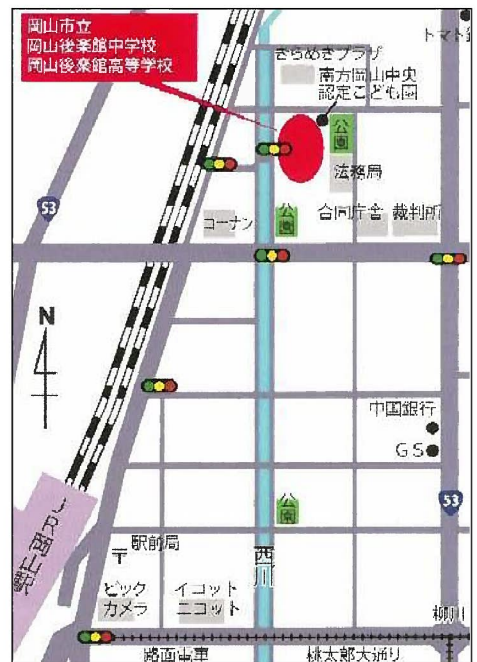 岡山市立
岡山後楽館中学校
岡山後楽館高等学校
きらめきプラザ
南方岡山中央
認定こども園
公園
法務局
53
コーナン
公園
合同庁舎
裁判所
N
中国銀行
GS
53
公園
JR岡山駅
〒
駅前局
西川
ビック
カメラ
イコット
ニコット
柳川
路面電車
桃太郎大通り